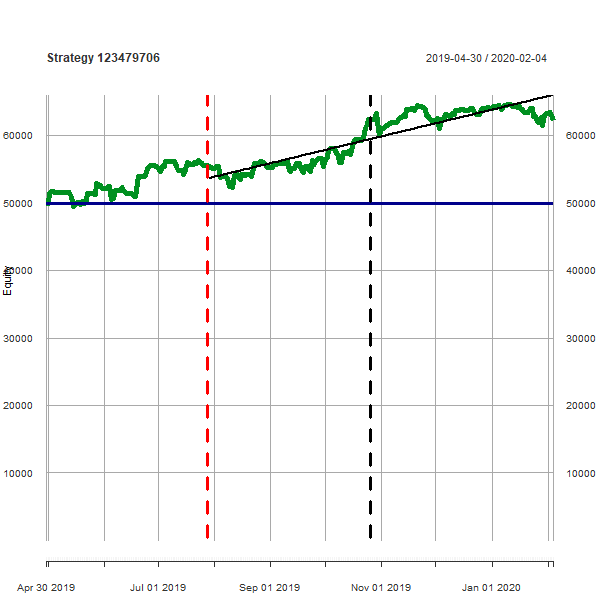 Strategy 123479706
2019-04-30 / 2020-02-04
60000
60000
50000
50000
40000
40000
Equity
30000
30000
20000
20000
10000
10000
Apr 30 2019
Jul 01 2019
Sep 01 2019
Nov 01 2019
Jan 01 2020